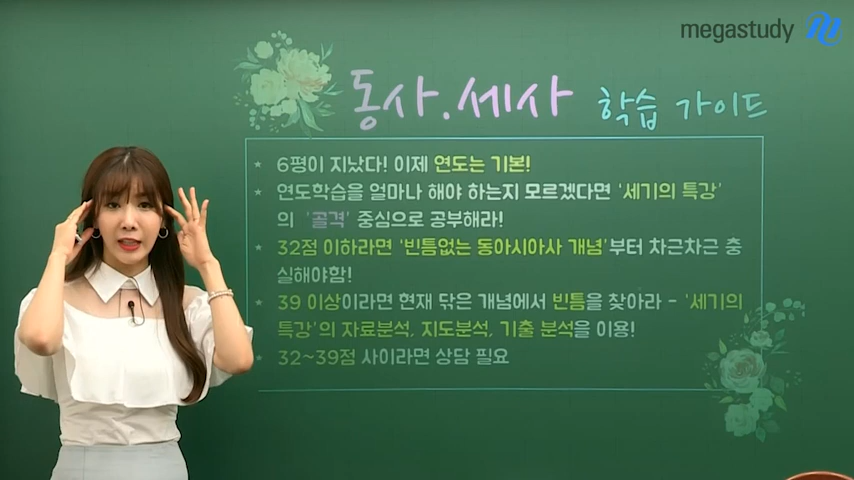 megastudy
동사.세사 학습 가이드
* 6평이 지났다! 이제 연도는 기본!
* 연도학습을 얼마나 해야 하는지 모르겠다면 '세기의 특강'
의 '골격' 중심으로 공부해라!
* 32점 이하라면 '빈틈없는 동아시아사 개념'부터 차근차근 충
실해야함!
* 39 이상이라면 현재 닦은 개념에서 빈틈을 찾아라 - '세기의
특강'의 자료분석, 지도분석, 기출 분석을 이용!
* 32~39점 사이라면 상담 필요